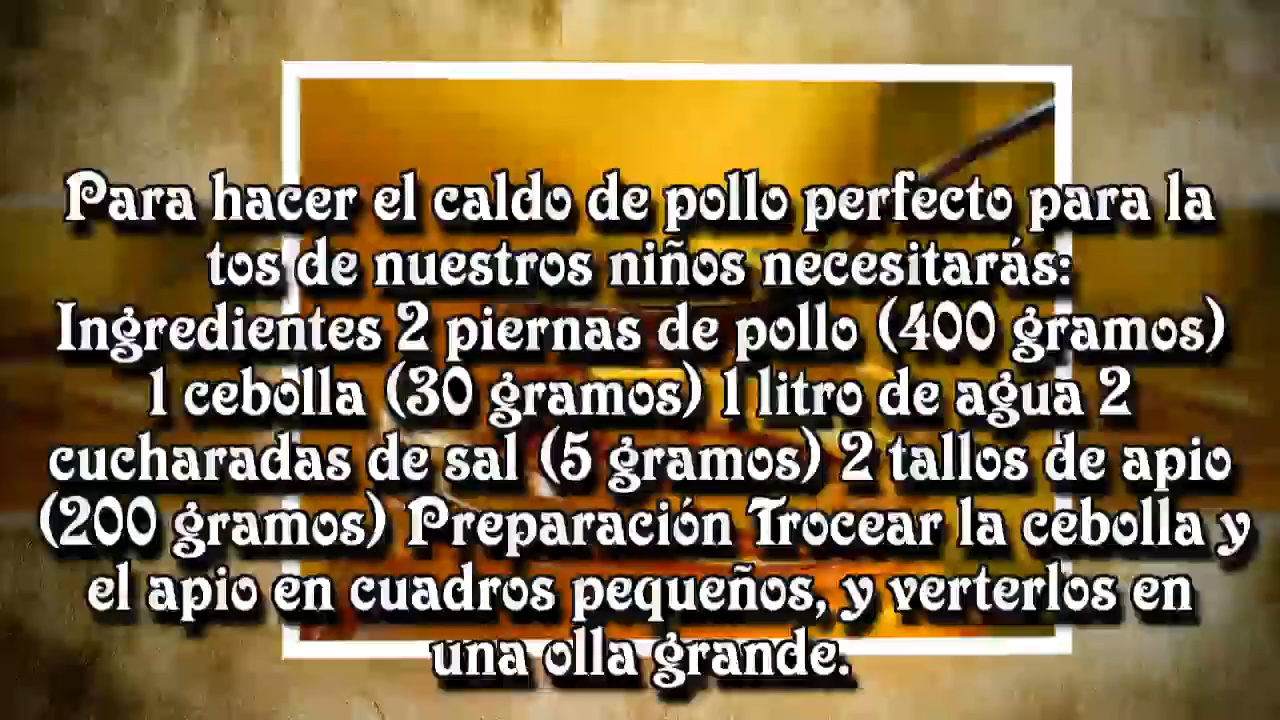 Para hacer el caldo de pollo perfecto para la
tos de nuestros niños necesitarás:
Ingredientes 2 piernas de pollo (400 gramos)
1 cebolla (30 gramos) 1 litro de agua 2
cucharadas de sal (5 gramos) 2 tallos de apio
(200 gramos) Preparación Trocear la cebolla y
el apio en cuadros pequeños, y verterlos en
una olla grande.